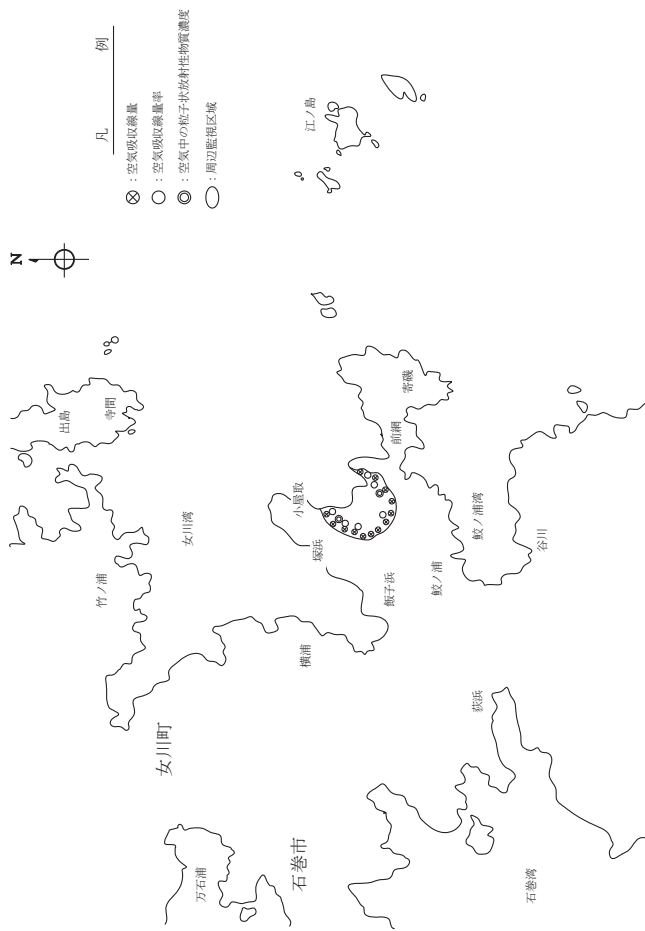 凡 例
⊗：空気吸収線量
○：空気吸収線量率
◎：空気中の粒子状放射性物質濃度
⬭：周辺監視区域
N
江ノ島
出島
寺間
寄磯
前網
女川湾
小屋取
塚浜
竹ノ浦
飯子浜
鮫ノ浦
鮫ノ浦湾
谷川
横浦
女川町
荻浜
万石浦
石巻市
石巻湾